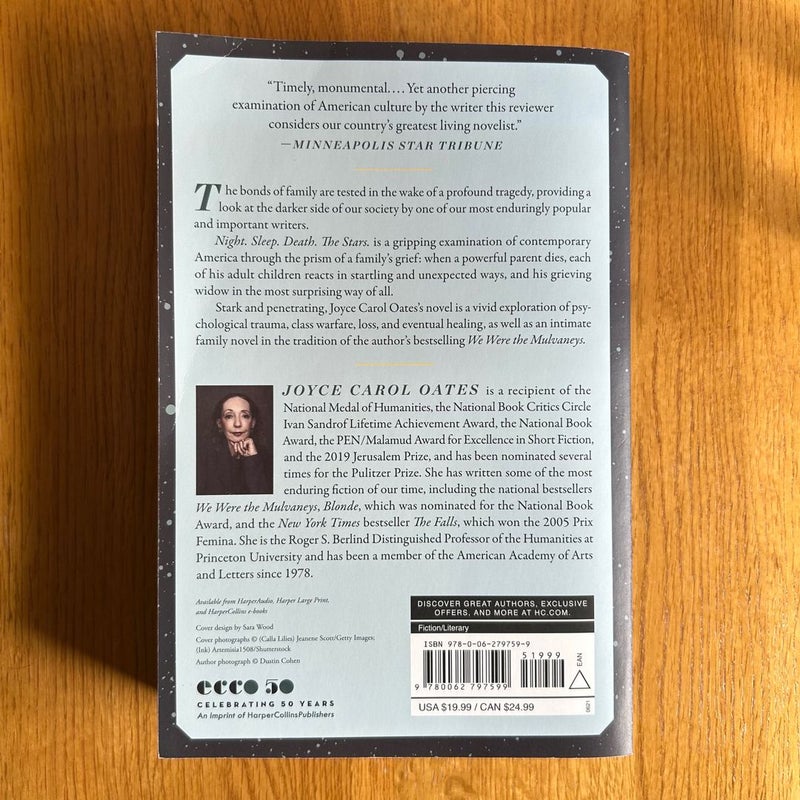 “Timely, monumental.... Yet another piercing
examination of American culture by the writer this reviewer
considers our country’s greatest living novelist.”
—MINNEAPOLIS STAR TRIBUNE
The bonds of family are tested in the wake of a profound tragedy, providing a
look at the darker side of our society by one of our most enduringly popular
and important writers.
Night. Sleep. Death. The Stars. is a gripping examination of contemporary
America through the prism of a family’s grief: when a powerful parent dies, each
of his adult children reacts in startling and unexpected ways, and his grieving
widow in the most surprising way of all.
Stark and penetrating, Joyce Carol Oates’s novel is a vivid exploration of psy-
chological trauma, class warfare, loss, and eventual healing, as well as an intimate
family novel in the tradition of the author’s bestselling We Were the Mulvaneys.
JOYCE CAROL OATES is a recipient of the
National Medal of Humanities, the National Book Critics Circle
Ivan Sandrof Lifetime Achievement Award, the National Book
Award, the PEN/Malamud Award for Excellence in Short Fiction,
and the 2019 Jerusalem Prize, and has been nominated several
times for the Pulitzer Prize. She has written some of the most
enduring fiction of our time, including the national bestsellers
We Were the Mulvaneys, Blonde, which was nominated for the National Book
Award, and the New York Times bestseller The Falls, which won the 2005 Prix
Femina. She is the Roger S. Berlind Distinguished Professor of the Humanities at
Princeton University and has been a member of the American Academy of Arts
and Letters since 1978.
Available from HarperAudio, Harper Large Print,
and HarperCollins e-books
Cover design by Sara Wood
Cover photographs © (Calla Lilies) Jeanene Scott/Getty Images;
(Ink) Artemisia1508/Shutterstock
Author photograph © Dustin Cohen
ecco 50
CELEBRATING 50 YEARS
An Imprint of HarperCollinsPublishers
DISCOVER GREAT AUTHORS, EXCLUSIVE
OFFERS, AND MORE AT HC.COM.
Fiction/Literary
ISBN 978-0-06-279759-9
51999
EAN
9 780062 797599
USA $19.99 / CAN $24.99
0621